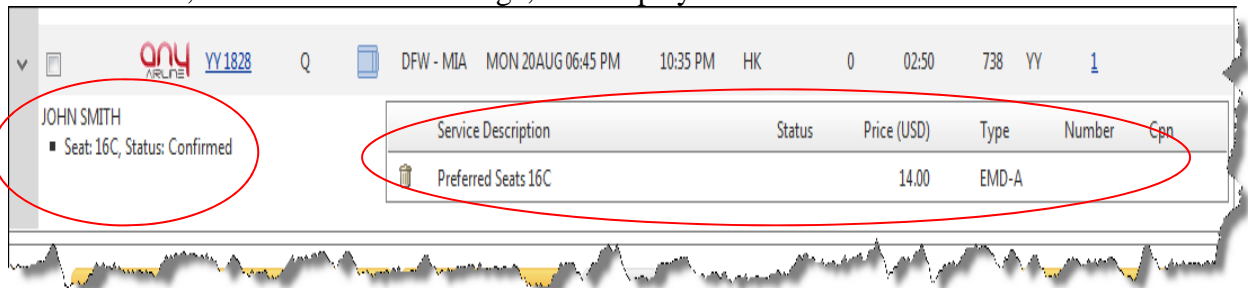 any
AIRLINE
YY 1828 Q DFW - MIA MON 20AUG 06:45 PM 10:35 PM HK 0 02:50 738 YY 1
JOHN SMITH
Seat: 16C, Status: Confirmed
Service Description Status Price (USD) Type Number Cpn
Preferred Seats 16C 14.00 EMD-A